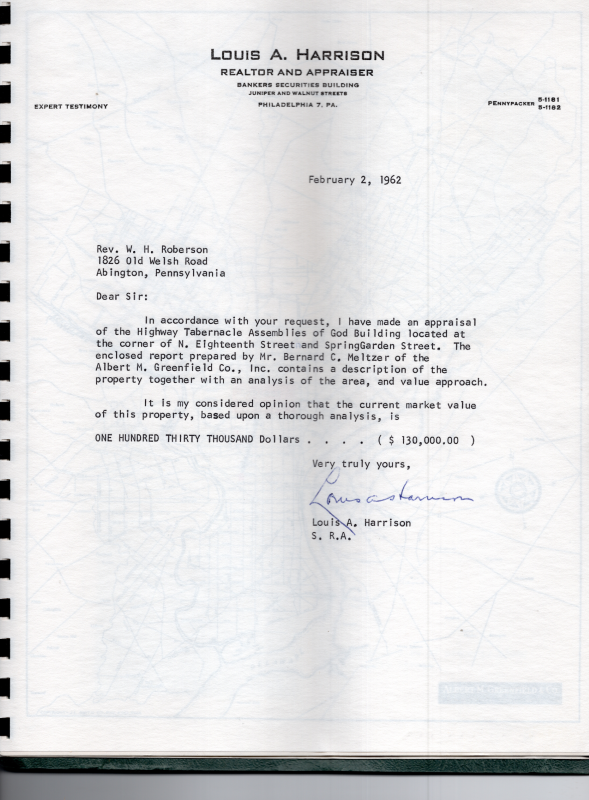 LOUIS A. HARRISON
REALTOR AND APPRAISER
BANKERS SECURITIES BUILDING
JUNIPER AND WALNUT STREETS
PHILADELPHIA 7, PA.
EXPERT TESTIMONY
PENNYPACKER 5-1181
5-1182
February 2, 1962
Rev. W. H. Roberson
1826 Old Welsh Road
Abington, Pennsylvania
Dear Sir:
In accordance with your request, I have made an appraisal
of the Highway Tabernacle Assemblies of God Building located at
the corner of N. Eighteenth Street and SpringGarden Street. The
enclosed report prepared by Mr. Bernard C. Meltzer of the
Albert M. Greenfield Co., Inc. contains a description of the
property together with an analysis of the area, and value approach.
It is my considered opinion that the current market value
of this property, based upon a thorough analysis, is
ONE HUNDRED THIRTY THOUSAND Dollars . . . . ( $ 130,000.00 )
Very truly yours,
Louis A Harrison
Louis A. Harrison
S. R.A.